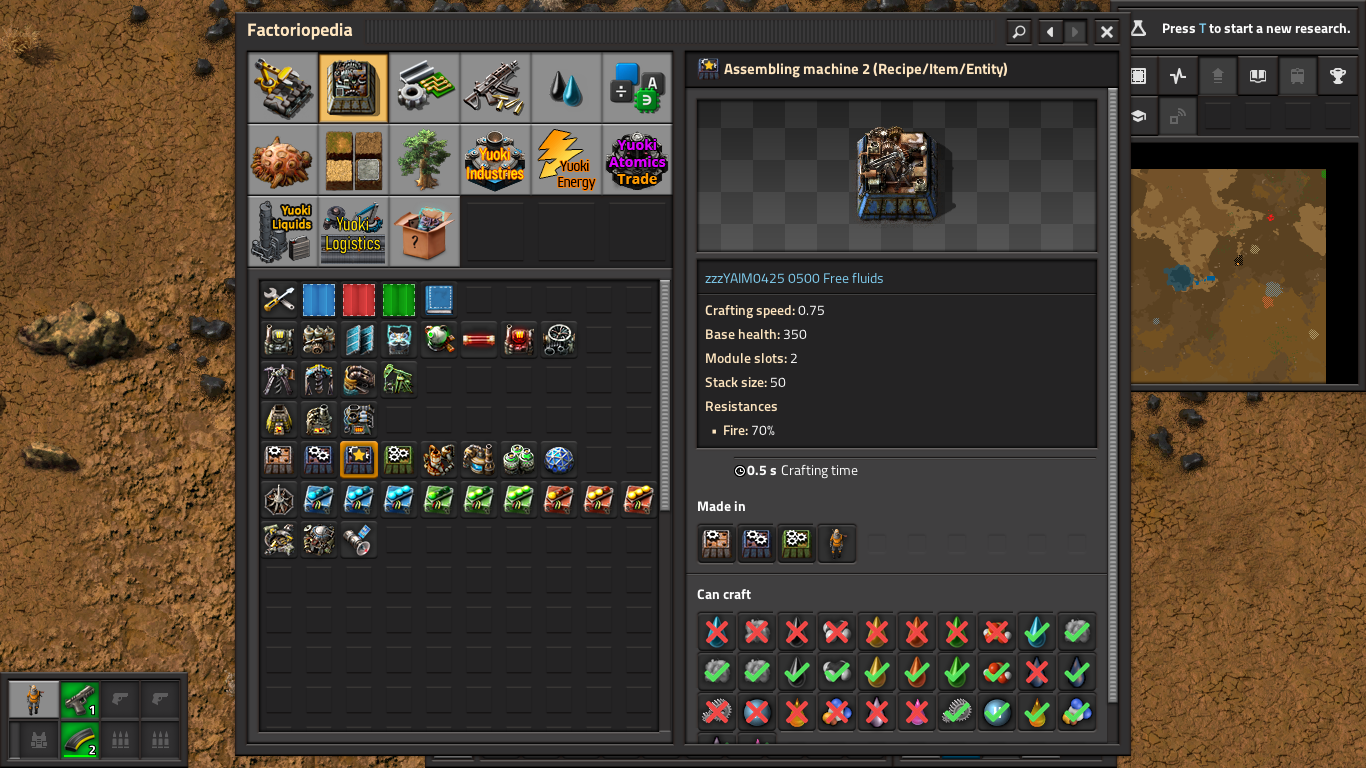 Factoriopedia
Press T to start a new research.
Assembling machine 2 (Recipe/Item/Entity)
A
Yuoki
Industries
Yuoki
Energy
Yuoki
Atomics
Trade
Yuoki
Liquids
Yuoki
Logistics
?
zzzYAIM0425 0500 Free fluids
Crafting speed: 0.75
Base health: 350
Module slots: 2
Stack size: 50
Resistances
• Fire: 70%
0.5 s Crafting time
Made in
Can craft
1
2